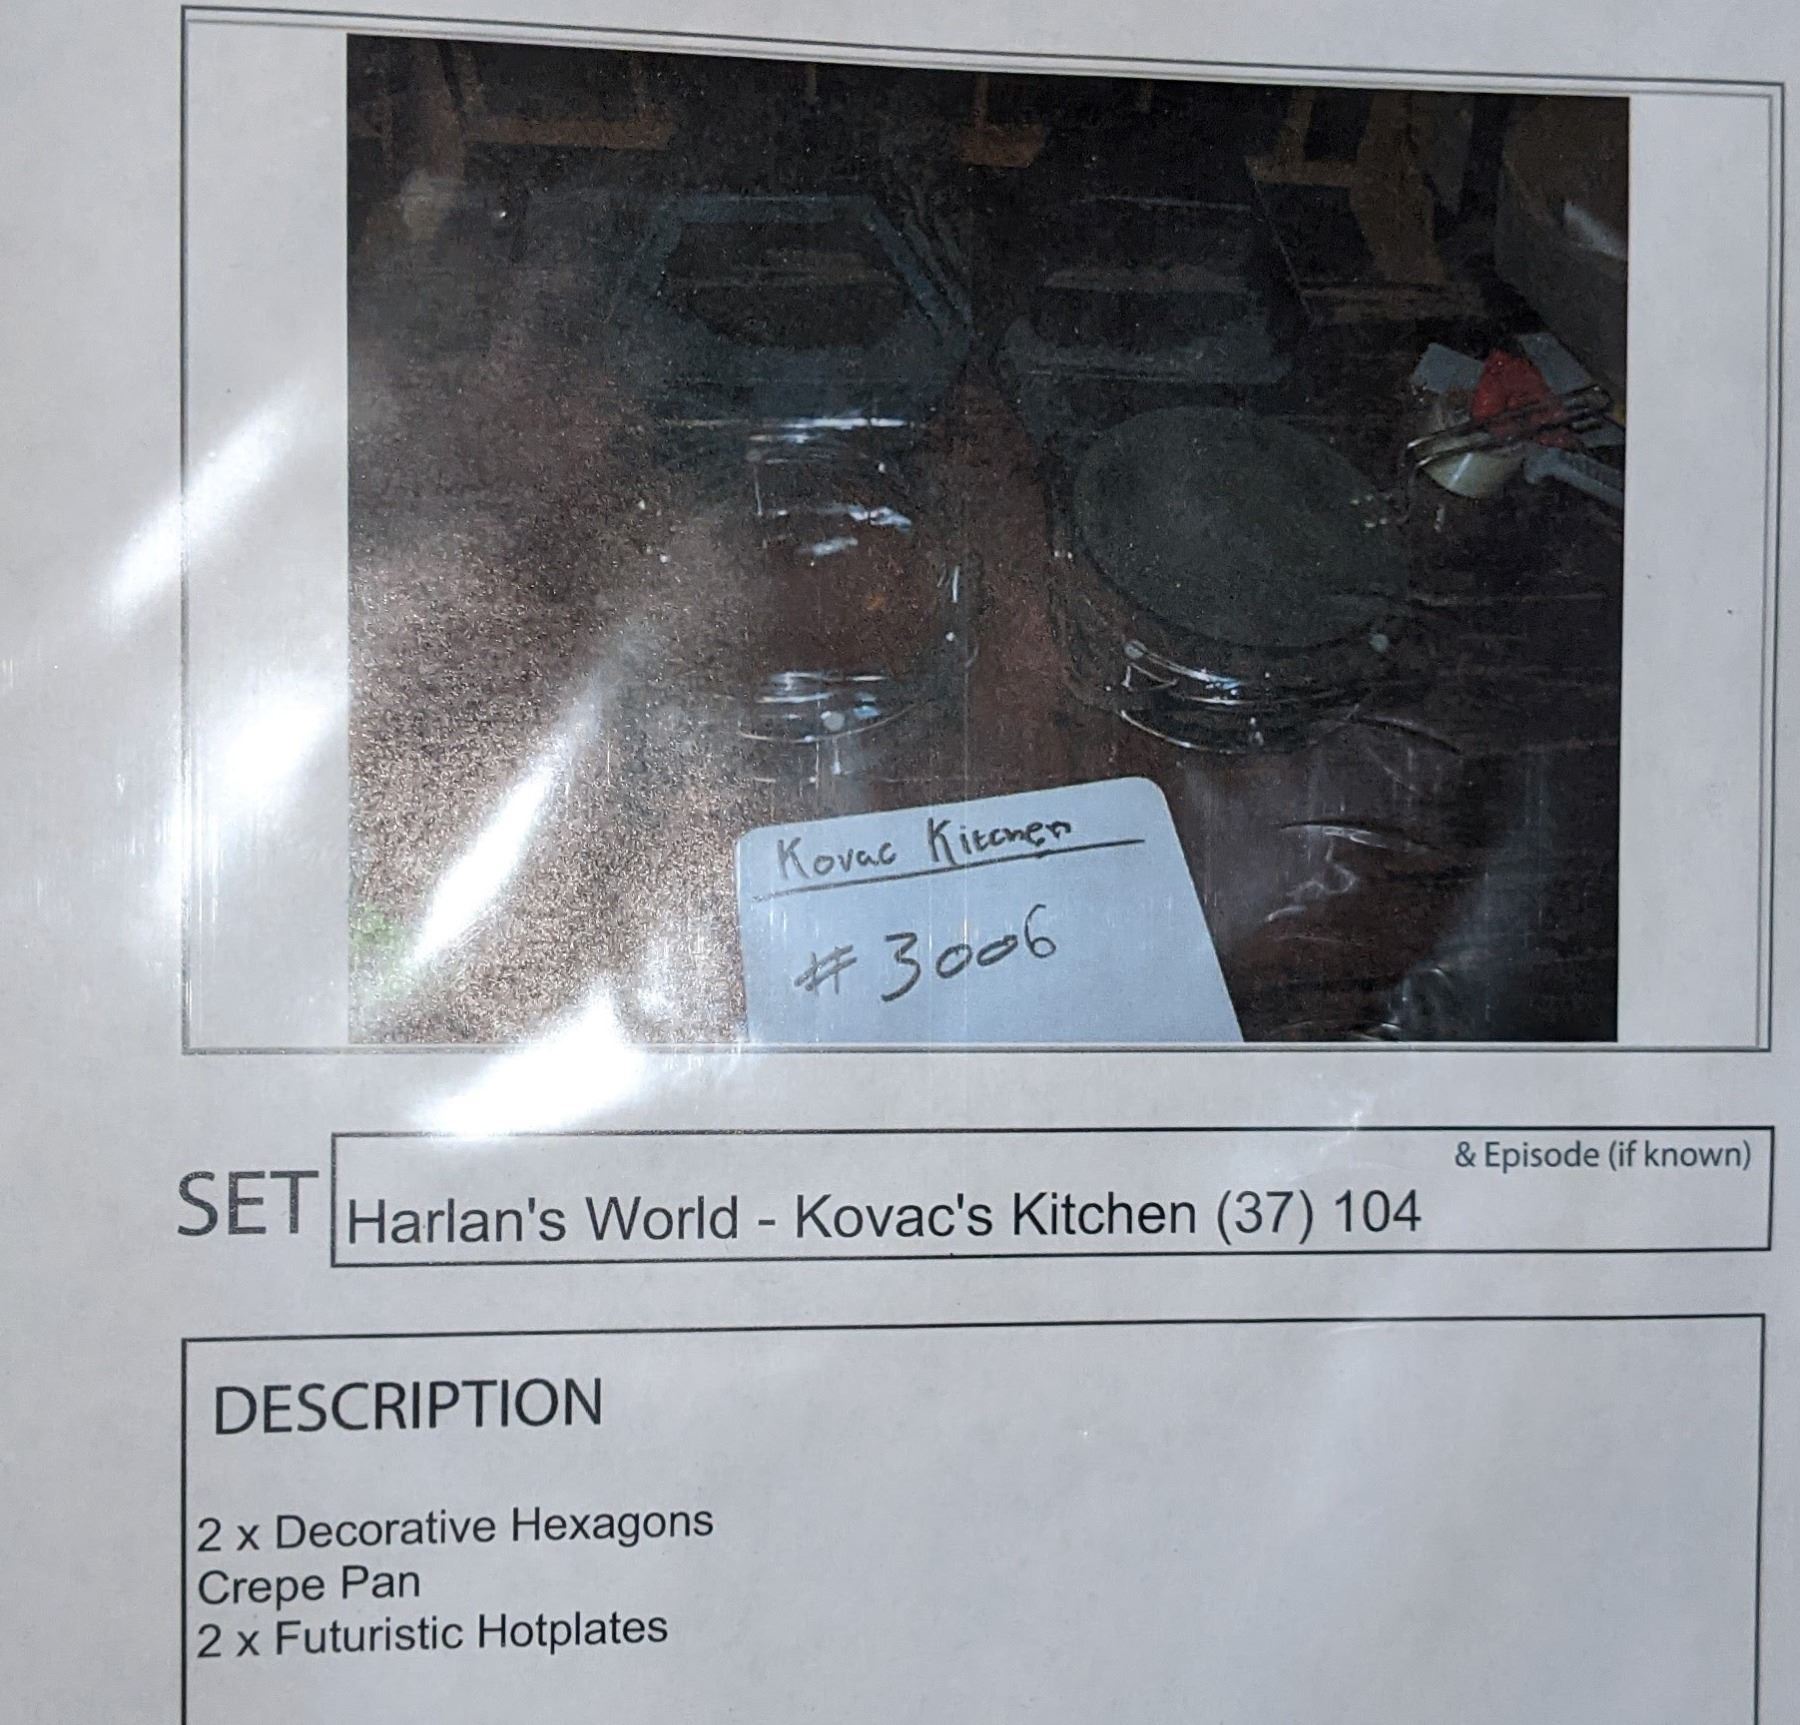 Kovac Kitchen
# 3006
& Episode (if known)
SET
Harlan's World - Kovac's Kitchen (37) 104
DESCRIPTION
2 x Decorative Hexagons
Crepe Pan
2 x Futuristic Hotplates